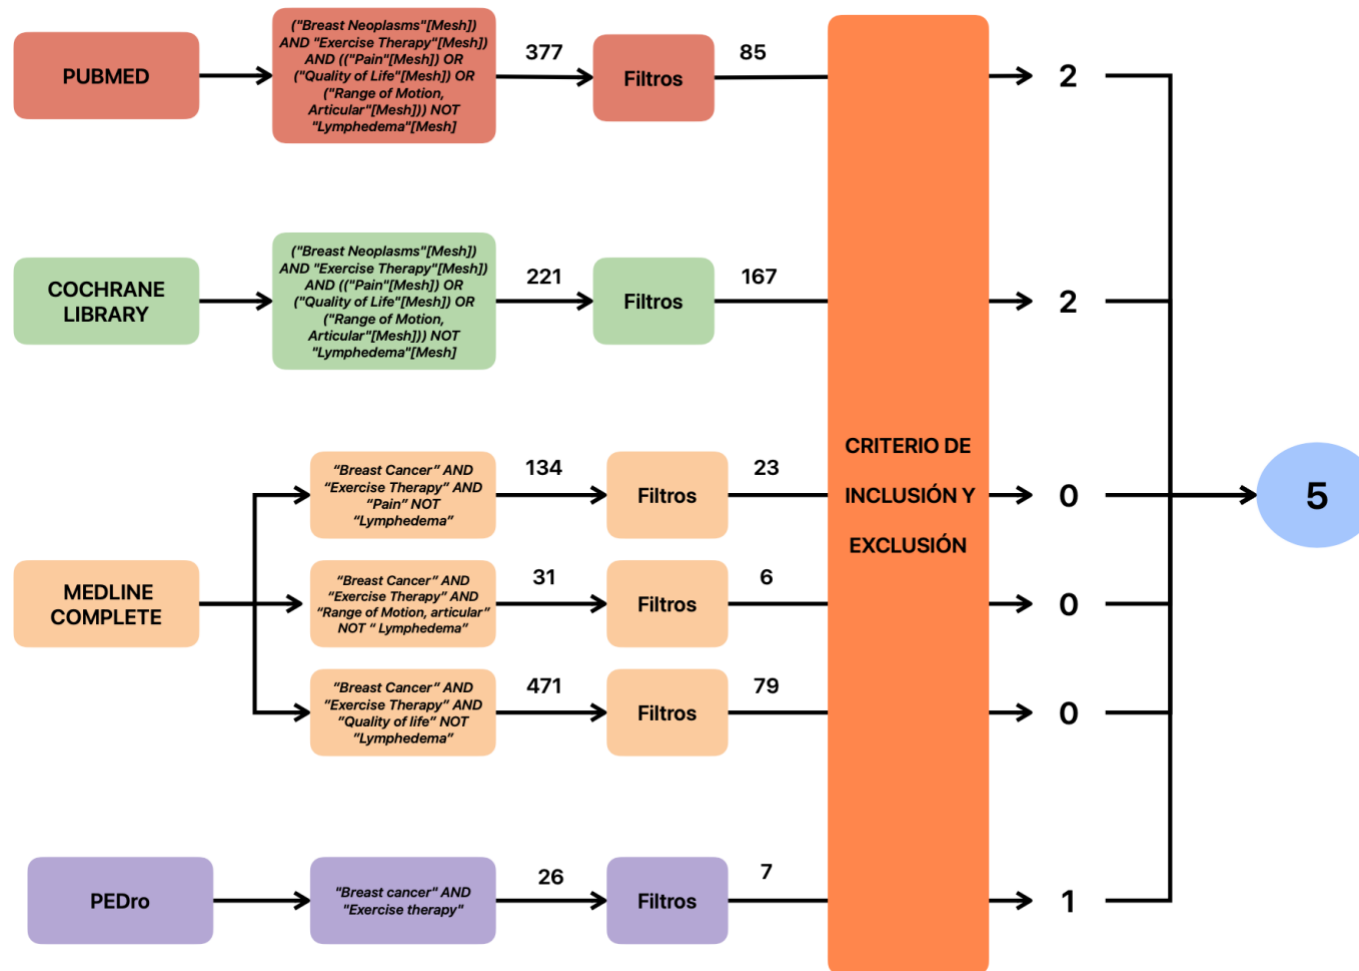 PUBMED
("Breast Neoplasms"[Mesh])
AND "Exercise Therapy"[Mesh])
AND (("Pain"[Mesh]) OR
("Quality of Life"[Mesh]) OR
("Range of Motion,
Articular"[Mesh])) NOT
"Lymphedema"[Mesh]
377
Filtros
85
2
COCHRANE
LIBRARY
("Breast Neoplasms"[Mesh])
AND "Exercise Therapy"[Mesh])
AND (("Pain"[Mesh]) OR
("Quality of Life"[Mesh]) OR
("Range of Motion,
Articular"[Mesh])) NOT
"Lymphedema"[Mesh]
221
Filtros
167
2
CRITERIO DE
INCLUSIÓN Y
EXCLUSIÓN
MEDLINE
COMPLETE
“Breast Cancer” AND
“Exercise Therapy” AND
“Pain” NOT
“Lymphedema”
134
Filtros
23
0
“Breast Cancer” AND
“Exercise Therapy” AND
“Range of Motion, articular”
NOT “ Lymphedema”
31
Filtros
6
0
“Breast Cancer” AND
“Exercise Therapy” AND
“Quality of life” NOT
“Lymphedema”
471
Filtros
79
0
5
PEDro
"Breast cancer" AND
"Exercise therapy"
26
Filtros
7
1